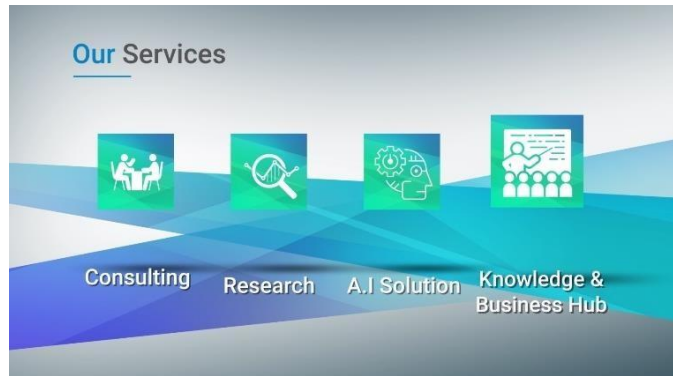 Our Services
Consulting
Research
A.I Solution
Knowledge &
Business Hub